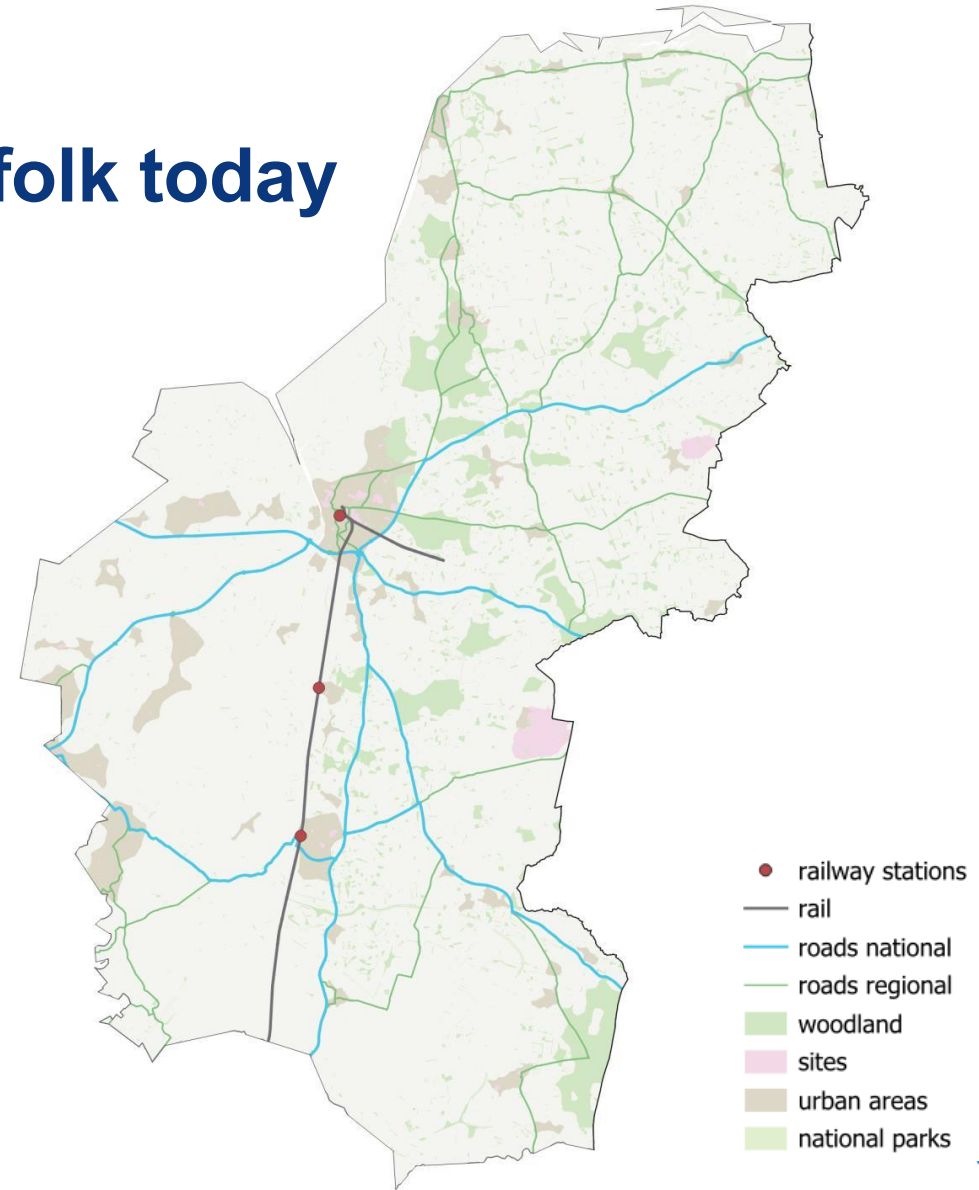 folk today
railway stations
rail
roads national
roads regional
woodland
sites
urban areas
national parks